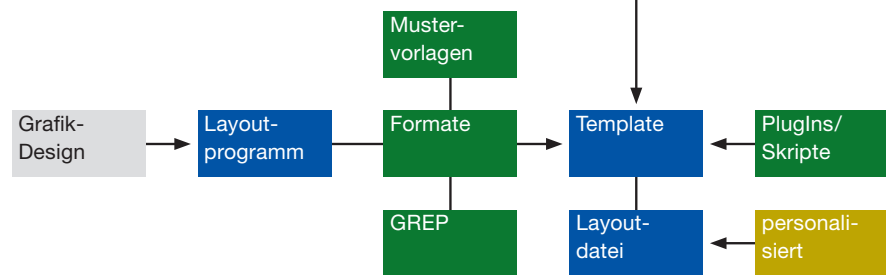 Muster-
vorlagen
Grafik-
Design
Layout-
programm
Formate
Template
PlugIns/
Skripte
GREP
Layout-
datei
personali-
siert